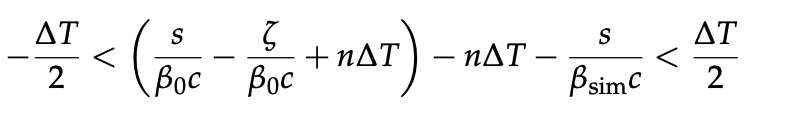 −ΔT/2 < (s/β₀c − ζ/β₀c + nΔT) − nΔT − s/β_sim c < ΔT/2